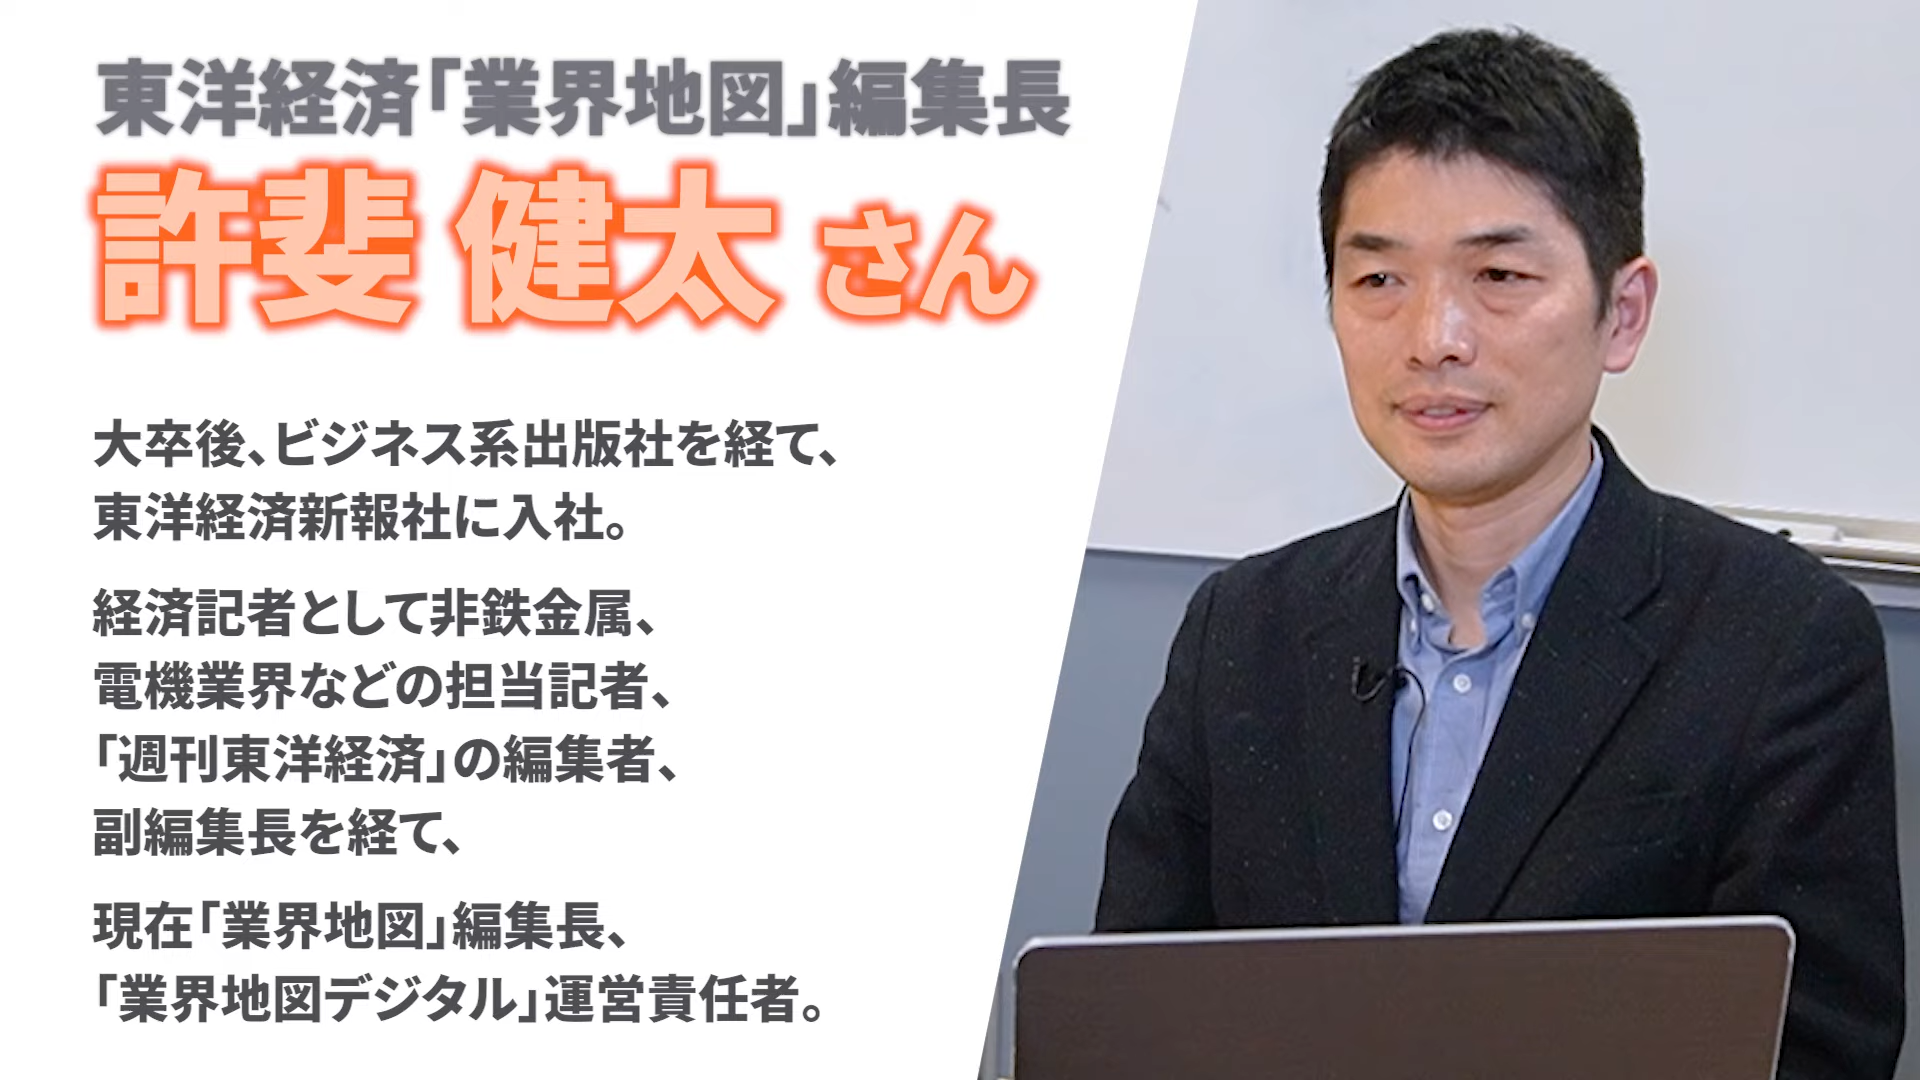 東洋経済「業界地図」編集長
許斐 健太 さん
大卒後、ビジネス系出版社を経て、
東洋経済新報社に入社。
経済記者として非鉄金属、
電機業界などの担当記者、
「週刊東洋経済」の編集者、
副編集長を経て、
現在「業界地図」編集長、
「業界地図デジタル」運営責任者。